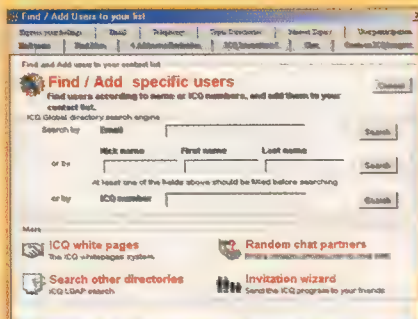 Find / Add Users to your list
Email
Chat
Find and Add users to your contact list
Find / Add specific users
Cancel
Find users according to name or ICQ numbers, and add them to your
contact list.
ICQ Global directory search engine
Search by Email Search
Nick name First name Last name
or by Search
At least one of the fields above should be filled before searching
or by ICQ number Search
More
ICQ white pages
The ICQ whitepages system
Random chat partners
Search other directories
ICQ LDAP search
Invitation wizard
Send the ICQ program to your friends